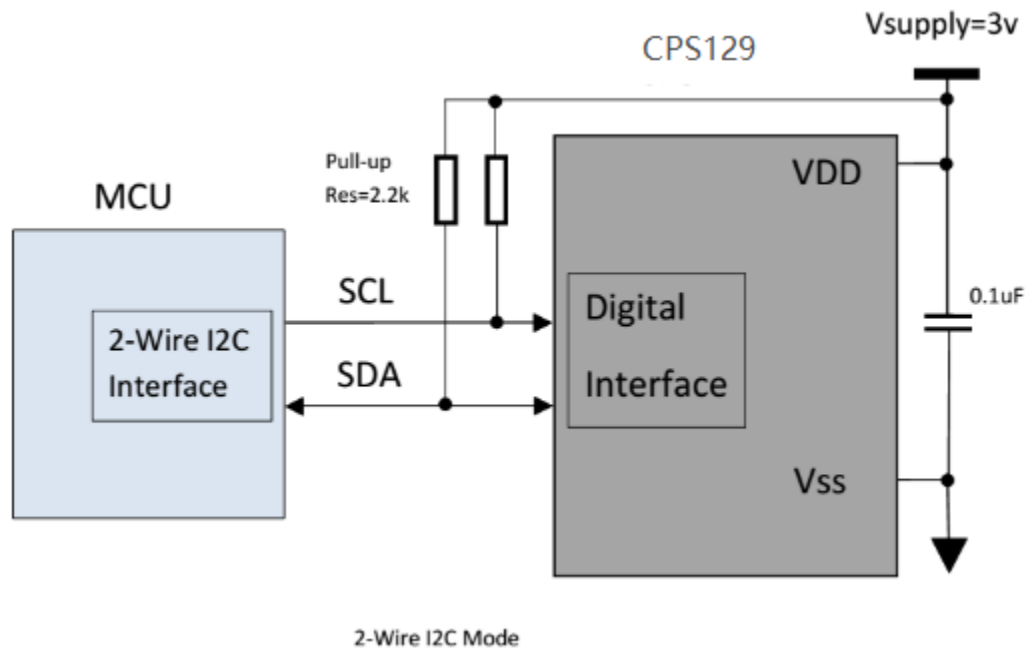 Vsupply=3v
CPS129
Pull-up
Res=2.2k
VDD
MCU
SCL
0.1uF
Digital
Interface
2-Wire I2C
Interface
SDA
Vss
2-Wire I2C Mode